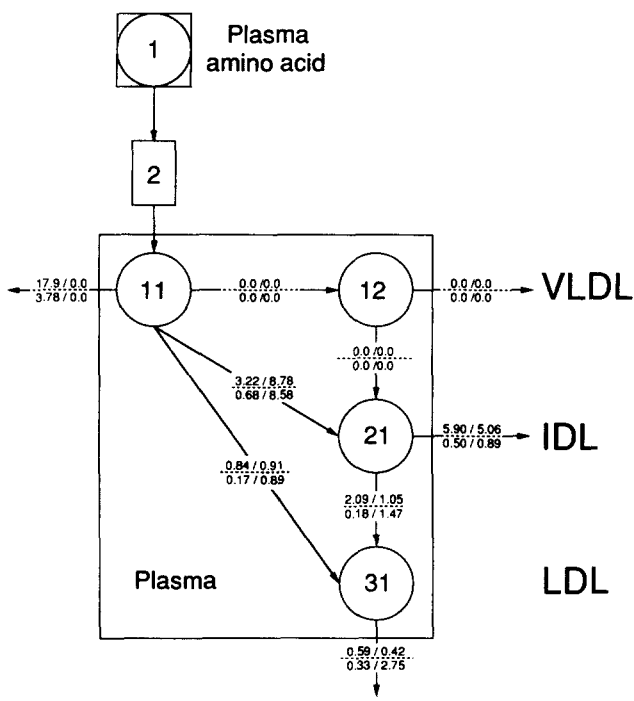 1
Plasma
amino acid
2
17.9 / 0.0
3.78 / 0.0
11
0.0 /0.0
0.0 /0.0
12
0.0 /0.0
0.0 /0.0
VLDL
0.0 /0.0
0.0 /0.0
3.22 / 8.78
0.68 / 8.58
21
5.90 / 5.06
0.50 / 0.89
IDL
0.84 / 0.91
0.17 / 0.89
2.09 / 1.05
0.18 / 1.47
Plasma
31
LDL
0.59 / 0.42
0.33 / 2.75